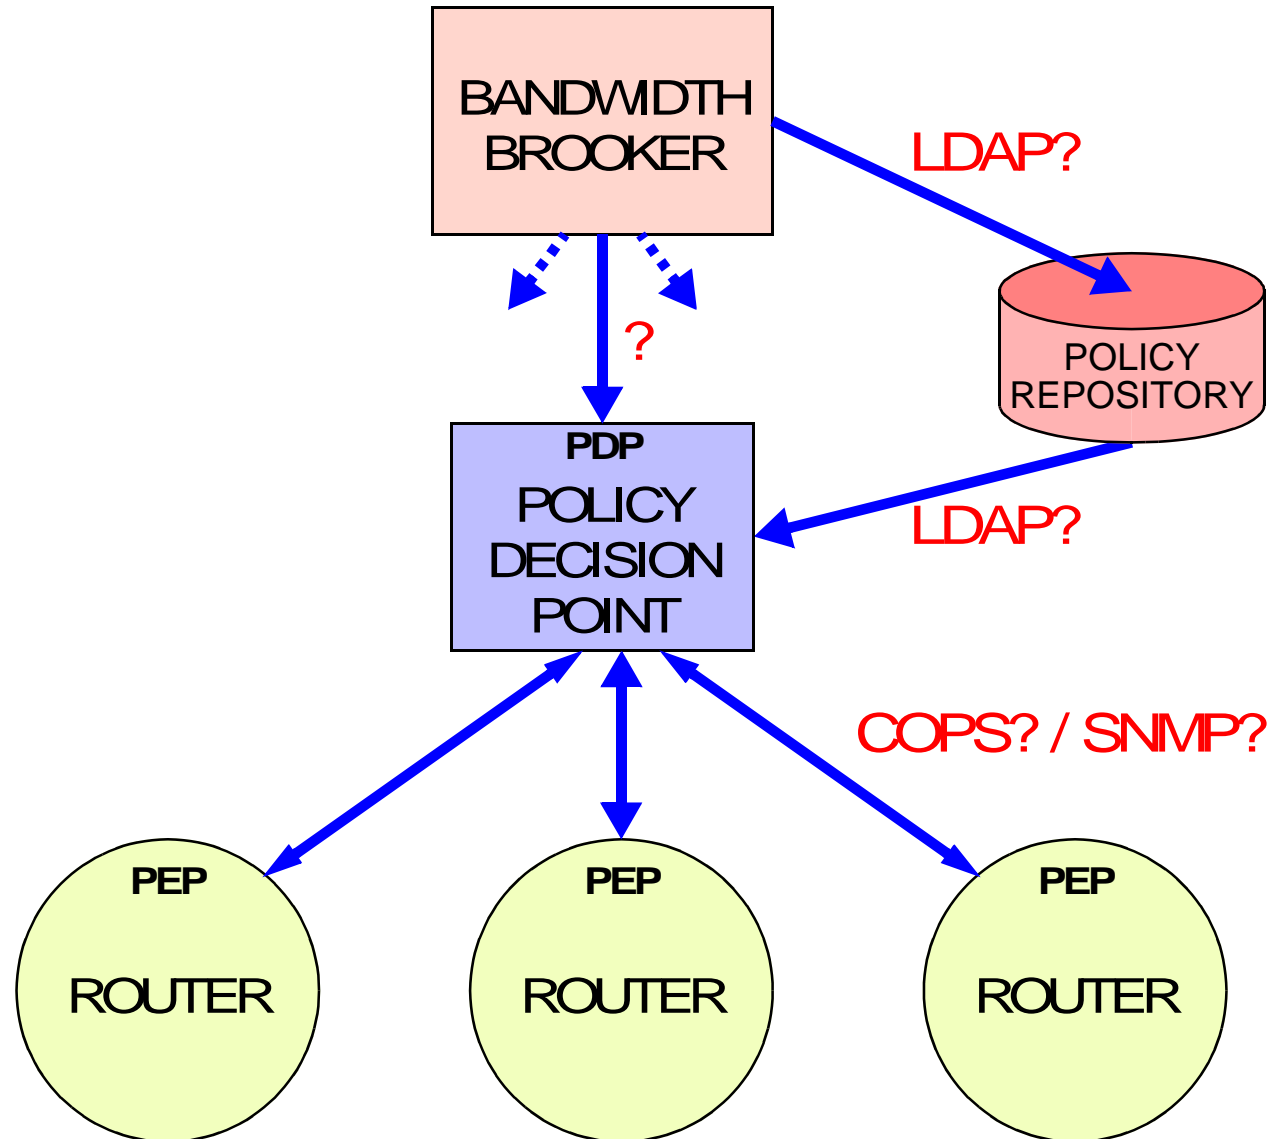 BANDWIDTH
BROOKER
LDAP?
?
POLICY
REPOSITORY
PDP
POLICY
DECISION
POINT
LDAP?
COPS? / SNMP?
PEP
ROUTER
PEP
ROUTER
PEP
ROUTER